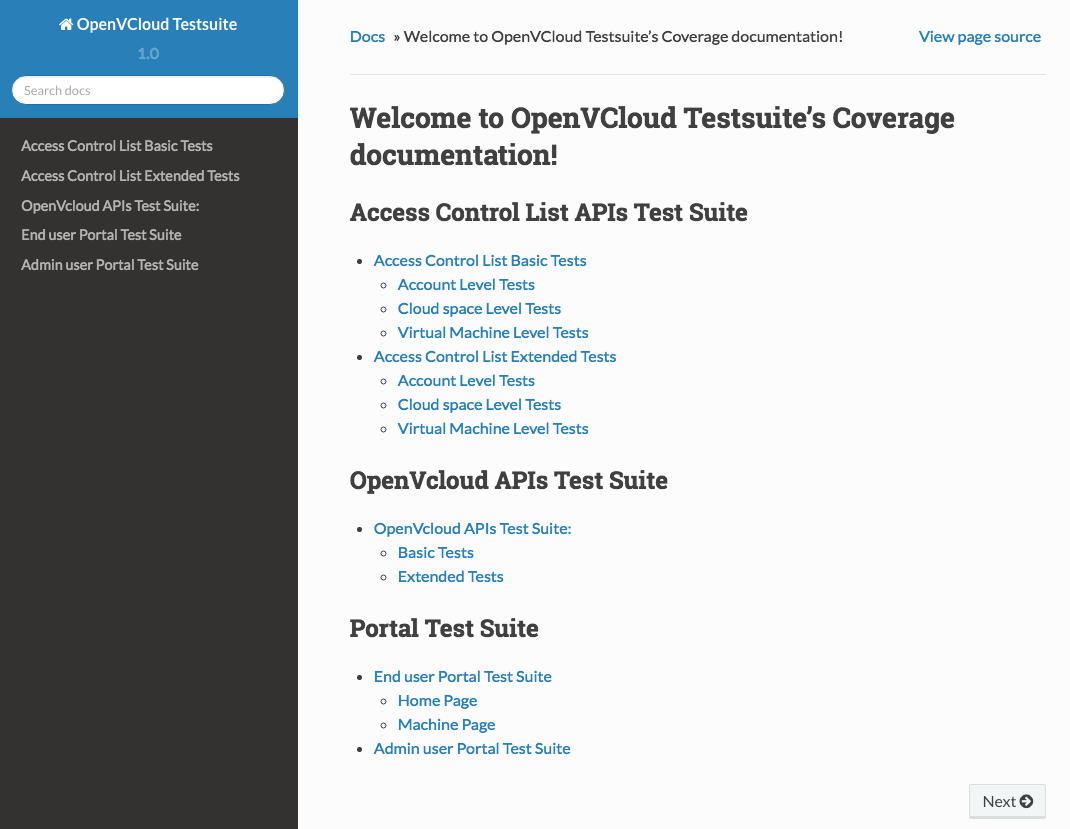 OpenVCloud Testsuite
1.0
Search docs
Access Control List Basic Tests
Access Control List Extended Tests
OpenVcloud APIs Test Suite:
End user Portal Test Suite
Admin user Portal Test Suite
Docs » Welcome to OpenVCloud Testsuite’s Coverage documentation!
View page source
Welcome to OpenVCloud Testsuite’s Coverage
documentation!
Access Control List APIs Test Suite
Access Control List Basic Tests
Account Level Tests
Cloud space Level Tests
Virtual Machine Level Tests
Access Control List Extended Tests
Account Level Tests
Cloud space Level Tests
Virtual Machine Level Tests
OpenVcloud APIs Test Suite
OpenVcloud APIs Test Suite:
Basic Tests
Extended Tests
Portal Test Suite
End user Portal Test Suite
Home Page
Machine Page
Admin user Portal Test Suite
Next